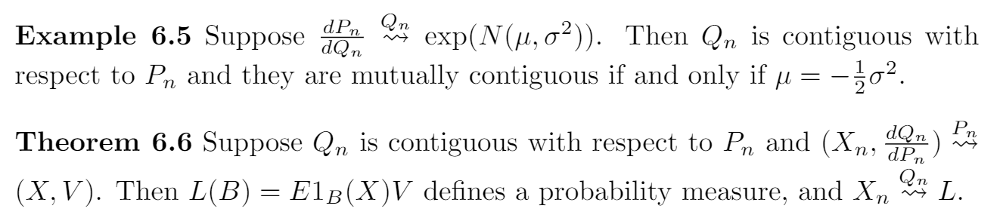 Example 6.5 Suppose $\frac{dP_n}{dQ_n} \overset{Q_n}{\rightsquigarrow} \exp(N(\mu, \sigma^2))$. Then $Q_n$ is contiguous with
respect to $P_n$ and they are mutually contiguous if and only if $\mu = -\frac{1}{2}\sigma^2$.
Theorem 6.6 Suppose $Q_n$ is contiguous with respect to $P_n$ and $(X_n, \frac{dQ_n}{dP_n}) \overset{P_n}{\rightsquigarrow}$
$(X, V)$. Then $L(B) = E1_B(X)V$ defines a probability measure, and $X_n \overset{Q_n}{\rightsquigarrow} L$.